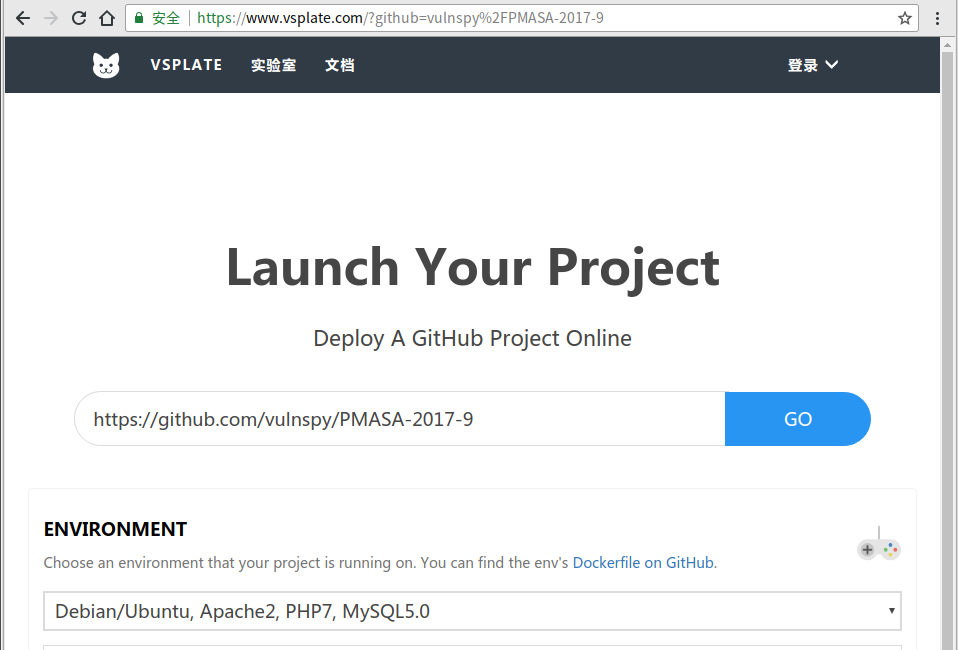 安全 https://www.vsplate.com/?github=vulnspy%2FPMASA-2017-9
VSPLATE 实验室 文档 登录
Launch Your Project
Deploy A GitHub Project Online
https://github.com/vulnspy/PMASA-2017-9 GO
ENVIRONMENT
Choose an environment that your project is running on. You can find the env's Dockerfile on GitHub.
Debian/Ubuntu, Apache2, PHP7, MySQL5.0